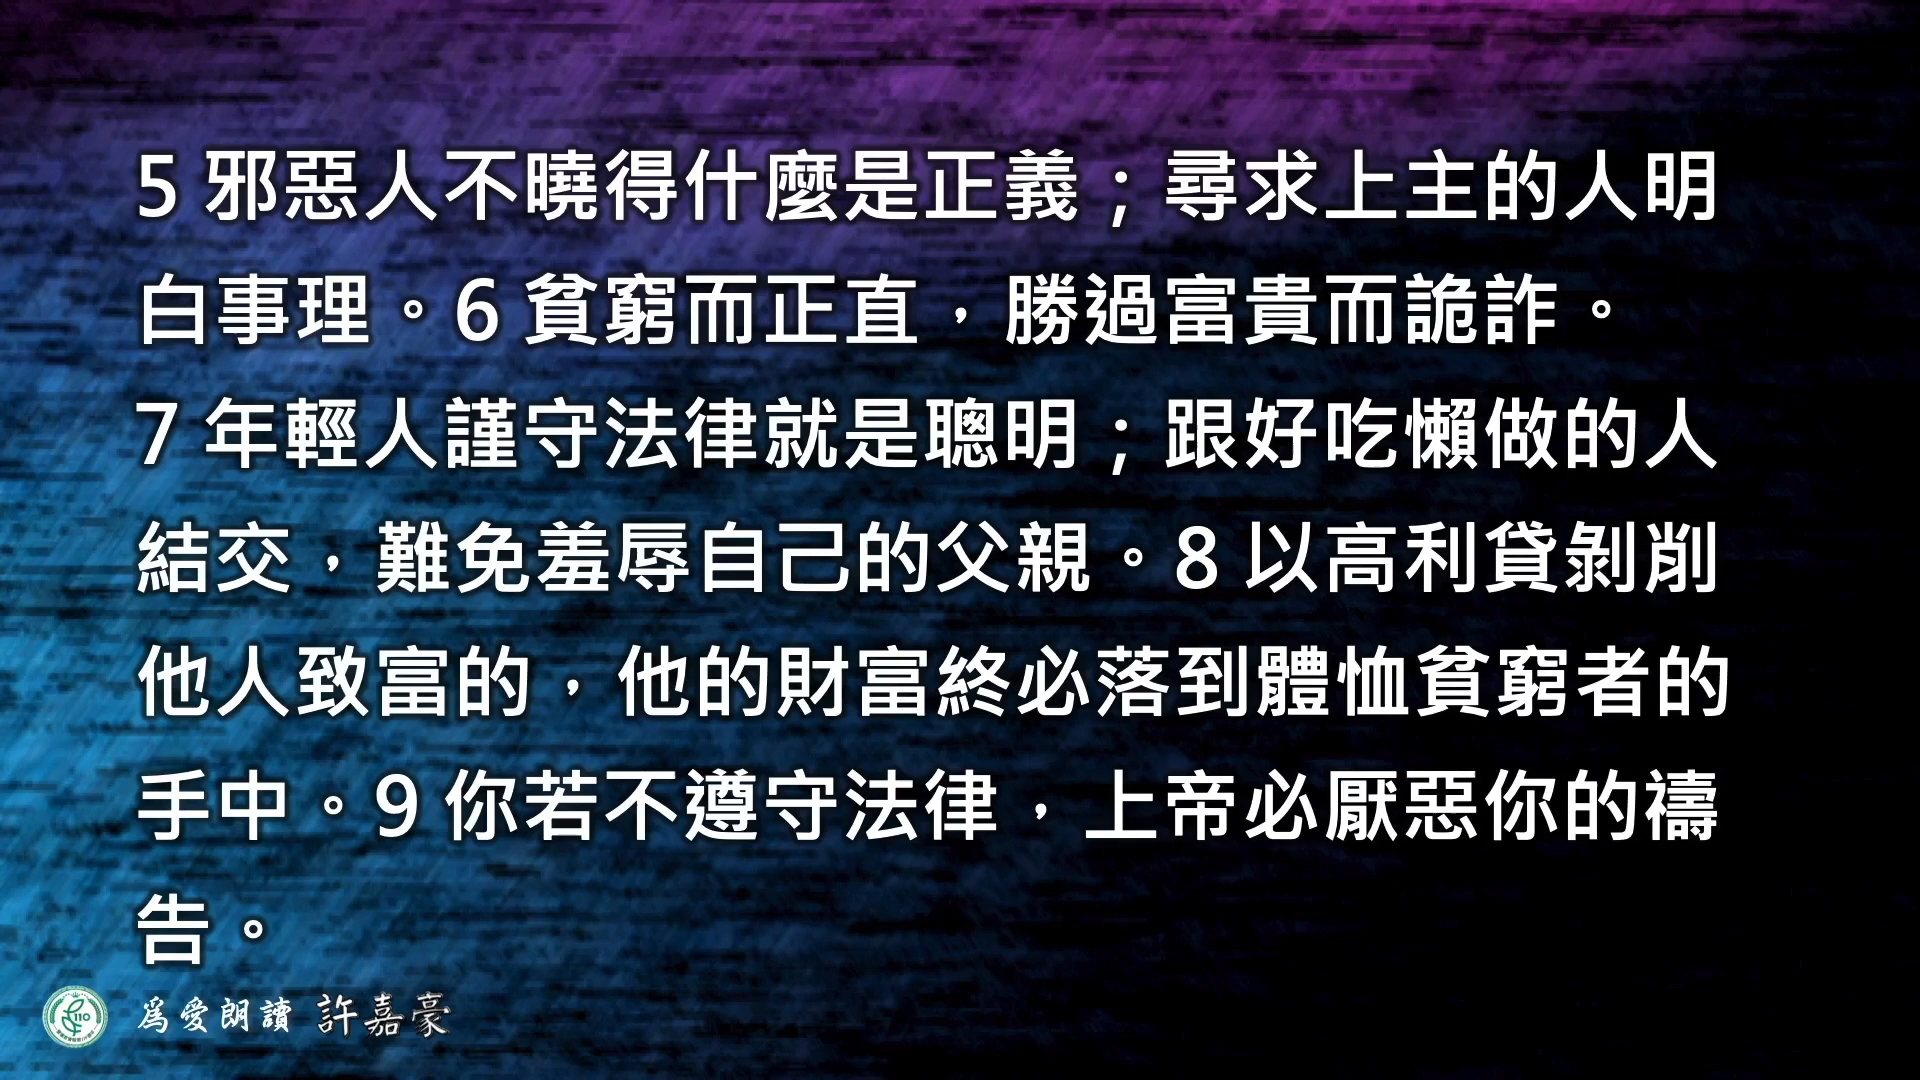 5 邪惡人不曉得什麼是正義；尋求上主的人明
白事理。6 貧窮而正直，勝過富貴而詭詐。
7 年輕人謹守法律就是聰明；跟好吃懶做的人
結交，難免羞辱自己的父親。8 以高利貸剝削
他人致富的，他的財富終必落到體恤貧窮者的
手中。9 你若不遵守法律，上帝必厭惡你的禱
告。
110
為愛朗讀 許嘉豪